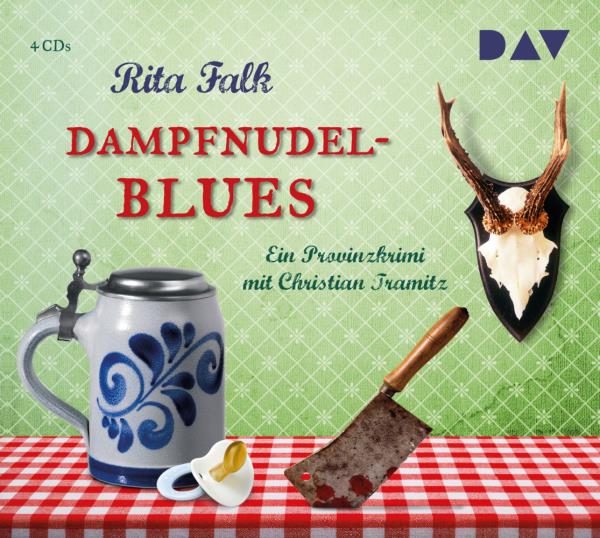 4 CDs
DAV
Rita Falk
DAMPFNUDEL-
BLUES
Ein Provinzkrimi
mit Christian Tramitz